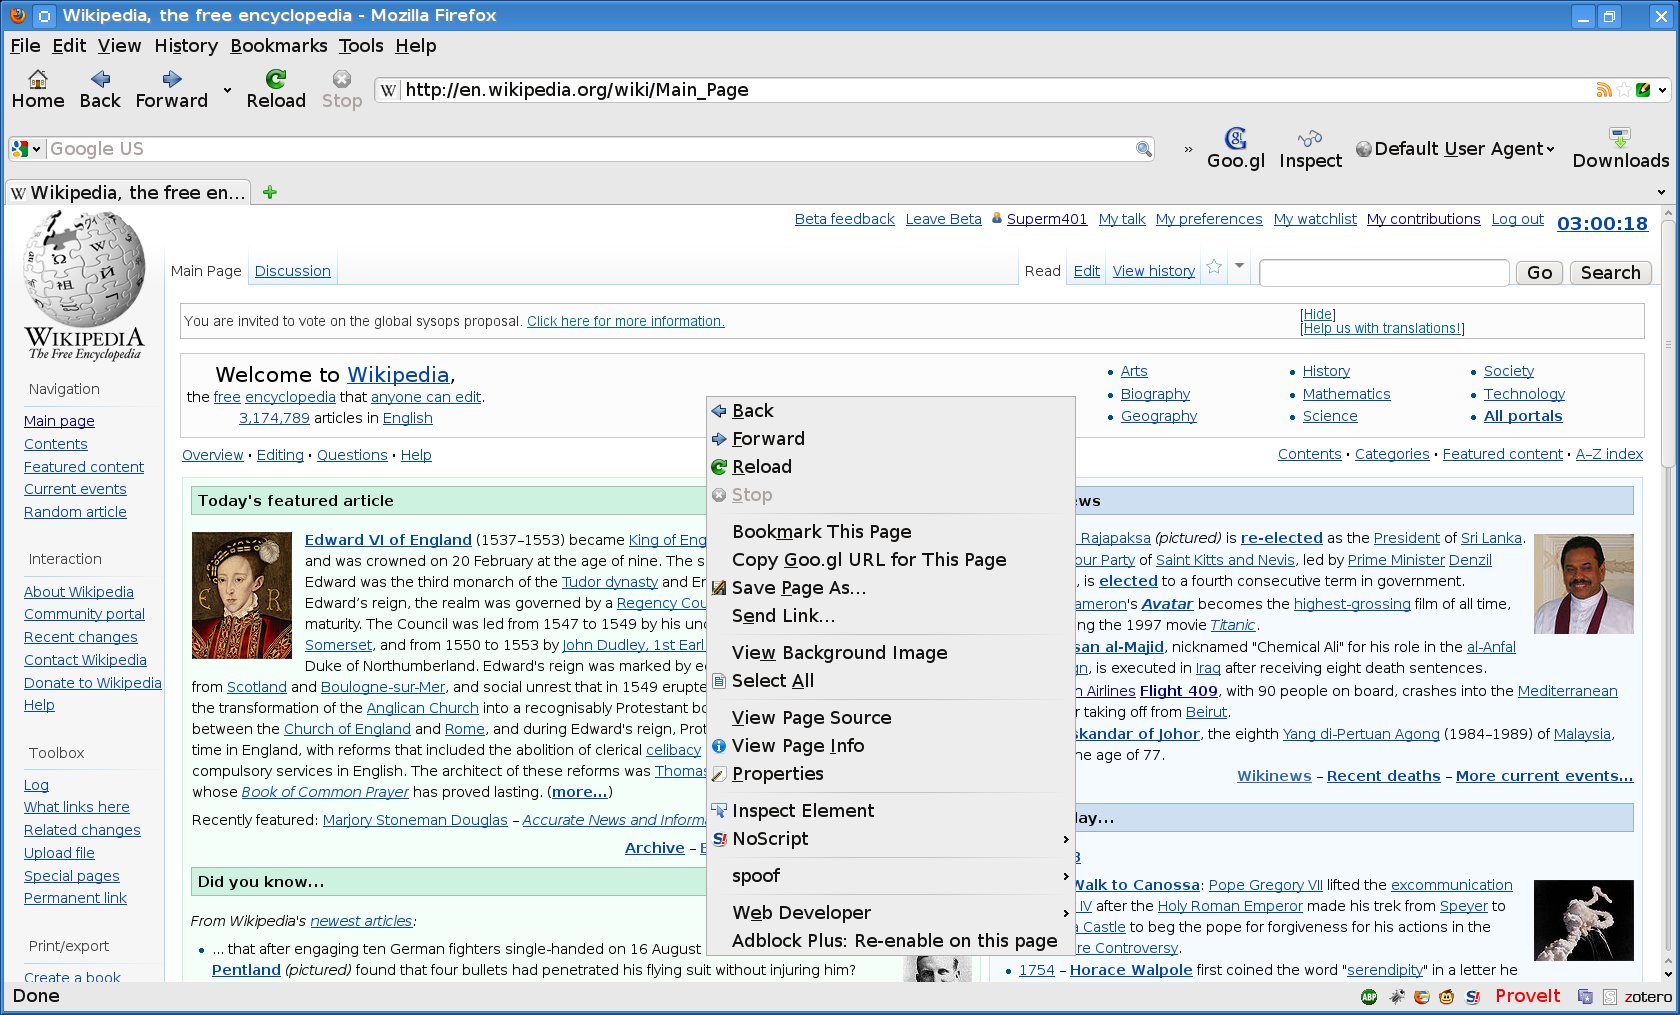 Wikipedia, the free encyclopedia - Mozilla Firefox
File Edit View History Bookmarks Tools Help
Home Back Forward Reload Stop
W http://en.wikipedia.org/wiki/Main_Page
Google US
» Goo.gl Inspect Default User Agent Downloads
W Wikipedia, the free en...
Beta feedback Leave Beta Superm401 My talk My preferences My watchlist My contributions Log out 03:00:18
Main Page Discussion Read Edit View history Go Search
WIKIPEDIA
The Free Encyclopedia
You are invited to vote on the global sysops proposal. Click here for more information.
[Hide]
[Help us with translations!]
Welcome to Wikipedia,
the free encyclopedia that anyone can edit.
3,174,789 articles in English
• Arts
• Biography
• Geography
• History
• Mathematics
• Science
• Society
• Technology
• All portals
Overview · Editing · Questions · Help
Contents · Categories · Featured content · A–Z index
Navigation
Main page
Contents
Featured content
Current events
Random article
Interaction
About Wikipedia
Community portal
Recent changes
Contact Wikipedia
Donate to Wikipedia
Help
Toolbox
Log
What links here
Related changes
Upload file
Special pages
Permanent link
Print/export
Create a book
Today's featured article
E R
Edward VI of England (1537–1553) became King of Eng
and was crowned on 20 February at the age of nine. The s
Edward was the third monarch of the Tudor dynasty and Er
Edward's reign, the realm was governed by a Regency Cou
maturity. The Council was led from 1547 to 1549 by his un
Somerset, and from 1550 to 1553 by John Dudley, 1st Earl
Duke of Northumberland. Edward's reign was marked by e
from Scotland and Boulogne-sur-Mer, and social unrest that in 1549 erupte
the transformation of the Anglican Church into a recognisably Protestant bo
between the Church of England and Rome, and during Edward's reign, Prot
time in England, with reforms that included the abolition of clerical celibacy
compulsory services in English. The architect of these reforms was Thomas
whose Book of Common Prayer has proved lasting. (more...)
Recently featured: Marjory Stoneman Douglas – Accurate News and Informa
Archive –
Did you know...
From Wikipedia's newest articles:
• ... that after engaging ten German fighters single-handed on 16 August
Pentland (pictured) found that four bullets had penetrated his flying suit without injuring him?
Back
Forward
Reload
Stop
Bookmark This Page
Copy Goo.gl URL for This Page
Save Page As...
Send Link...
View Background Image
Select All
View Page Source
View Page Info
Properties
Inspect Element
NoScript
spoof
Web Developer
Adblock Plus: Re-enable on this page
ews
Rajapaksa (pictured) is re-elected as the President of Sri Lanka.
our Party of Saint Kitts and Nevis, led by Prime Minister Denzil
, is elected to a fourth consecutive term in government.
ameron's Avatar becomes the highest-grossing film of all time,
ng the 1997 movie Titanic.
san al-Majid, nicknamed "Chemical Ali" for his role in the al-Anfal
gn, is executed in Iraq after receiving eight death sentences.
n Airlines Flight 409, with 90 people on board, crashes into the Mediterranean
r taking off from Beirut.
skandar of Johor, the eighth Yang di-Pertuan Agong (1984–1989) of Malaysia,
ne age of 77.
Wikinews – Recent deaths – More current events...
day...
8
Walk to Canossa: Pope Gregory VII lifted the excommunication
IV after the Holy Roman Emperor made his trek from Speyer to
a Castle to beg the pope for forgiveness for his actions in the
re Controversy.
• 1754 – Horace Walpole first coined the word "serendipity" in a letter he
Done
ABP S! ProveIt S zotero